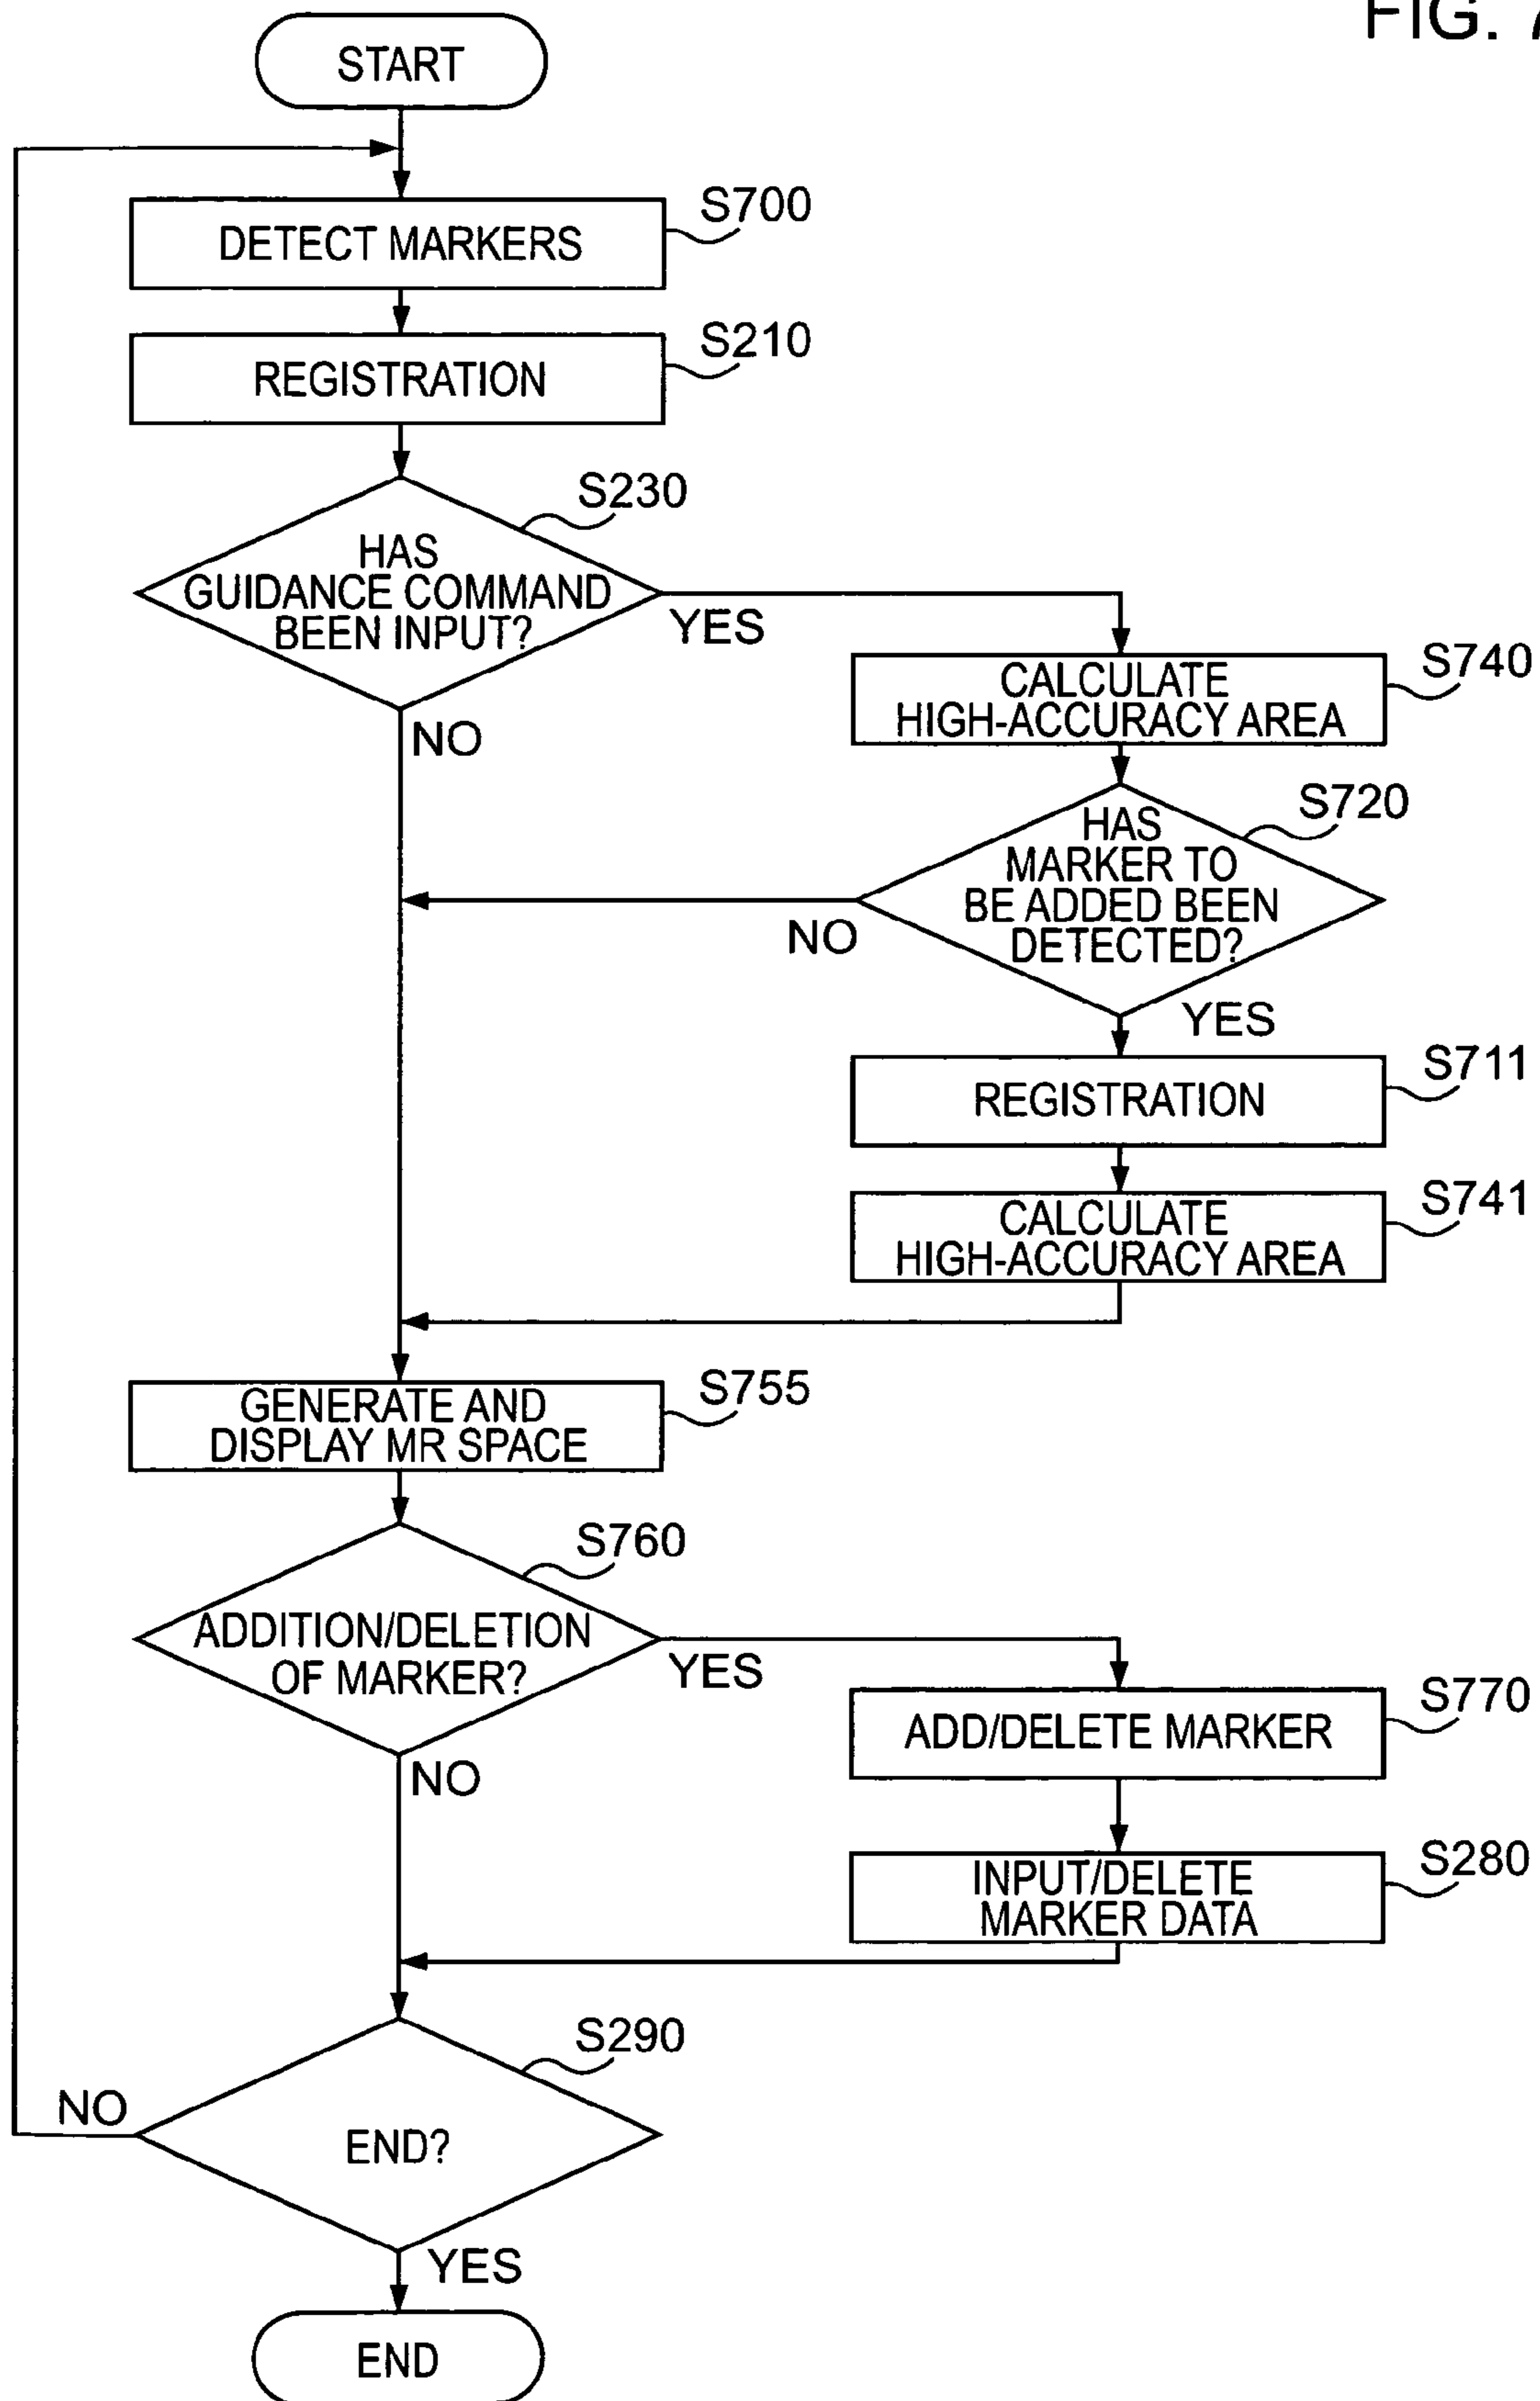 FIG. 7
START
S700
DETECT MARKERS
S210
REGISTRATION
S230
HAS
GUIDANCE COMMAND
BEEN INPUT?
YES
NO
S740
CALCULATE
HIGH-ACCURACY AREA
S720
HAS
MARKER TO
BE ADDED BEEN
DETECTED?
NO
YES
S711
REGISTRATION
S741
CALCULATE
HIGH-ACCURACY AREA
S755
GENERATE AND
DISPLAY MR SPACE
S760
ADDITION/DELETION
OF MARKER?
YES
NO
S770
ADD/DELETE MARKER
S280
INPUT/DELETE
MARKER DATA
S290
NO
END?
YES
END